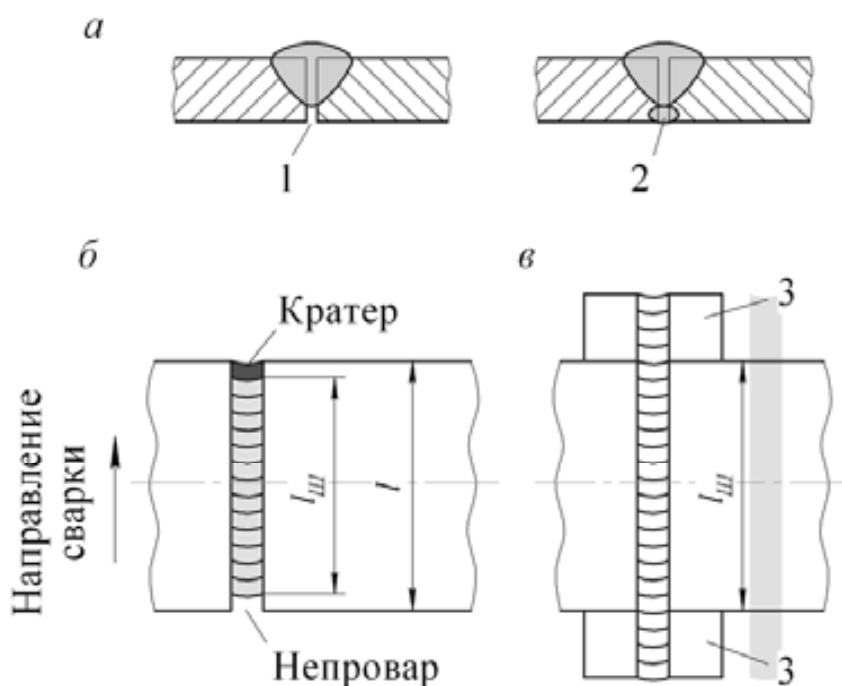 а
1
2
б
в
Кратер
3
Направление
сварки
lш
l
lш
Непровар
3